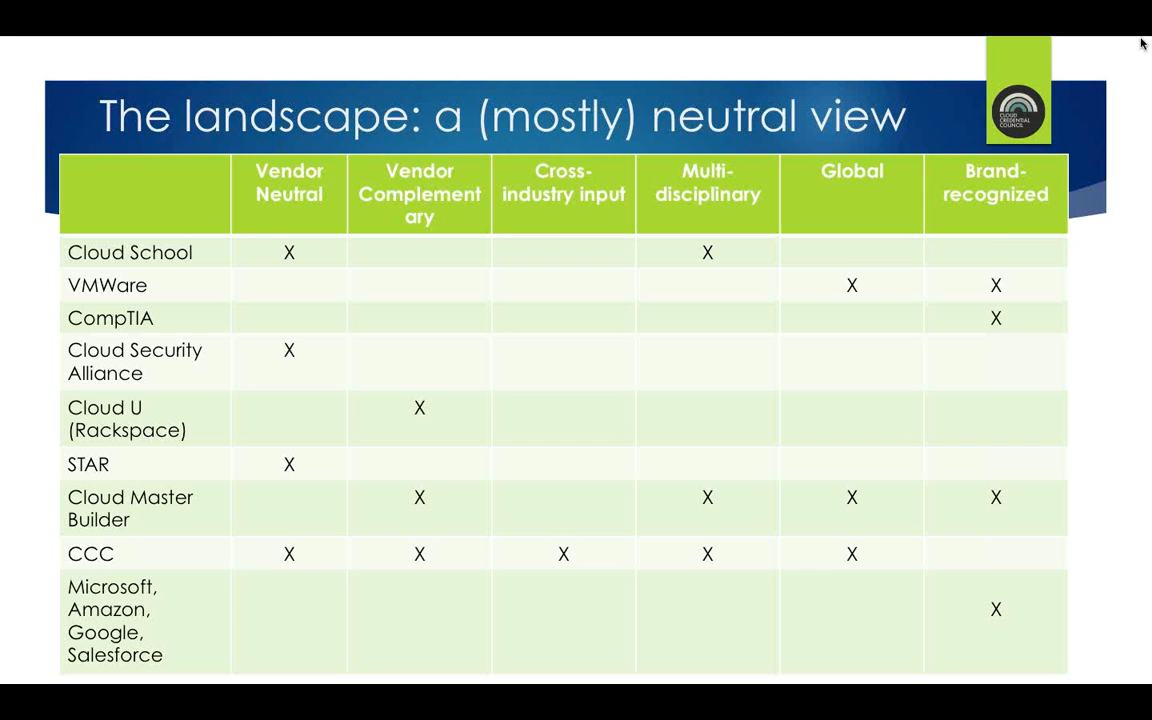 The landscape: a (mostly) neutral view
CLOUD
CREDENTIAL
COUNCIL
Vendor Neutral
Vendor Complementary
Cross-industry input
Multi-disciplinary
Global
Brand-recognized
Cloud School X X
VMWare X X
CompTIA X
Cloud Security Alliance X
Cloud U (Rackspace) X
STAR X
Cloud Master Builder X X X X
CCC X X X X X
Microsoft, Amazon, Google, Salesforce X